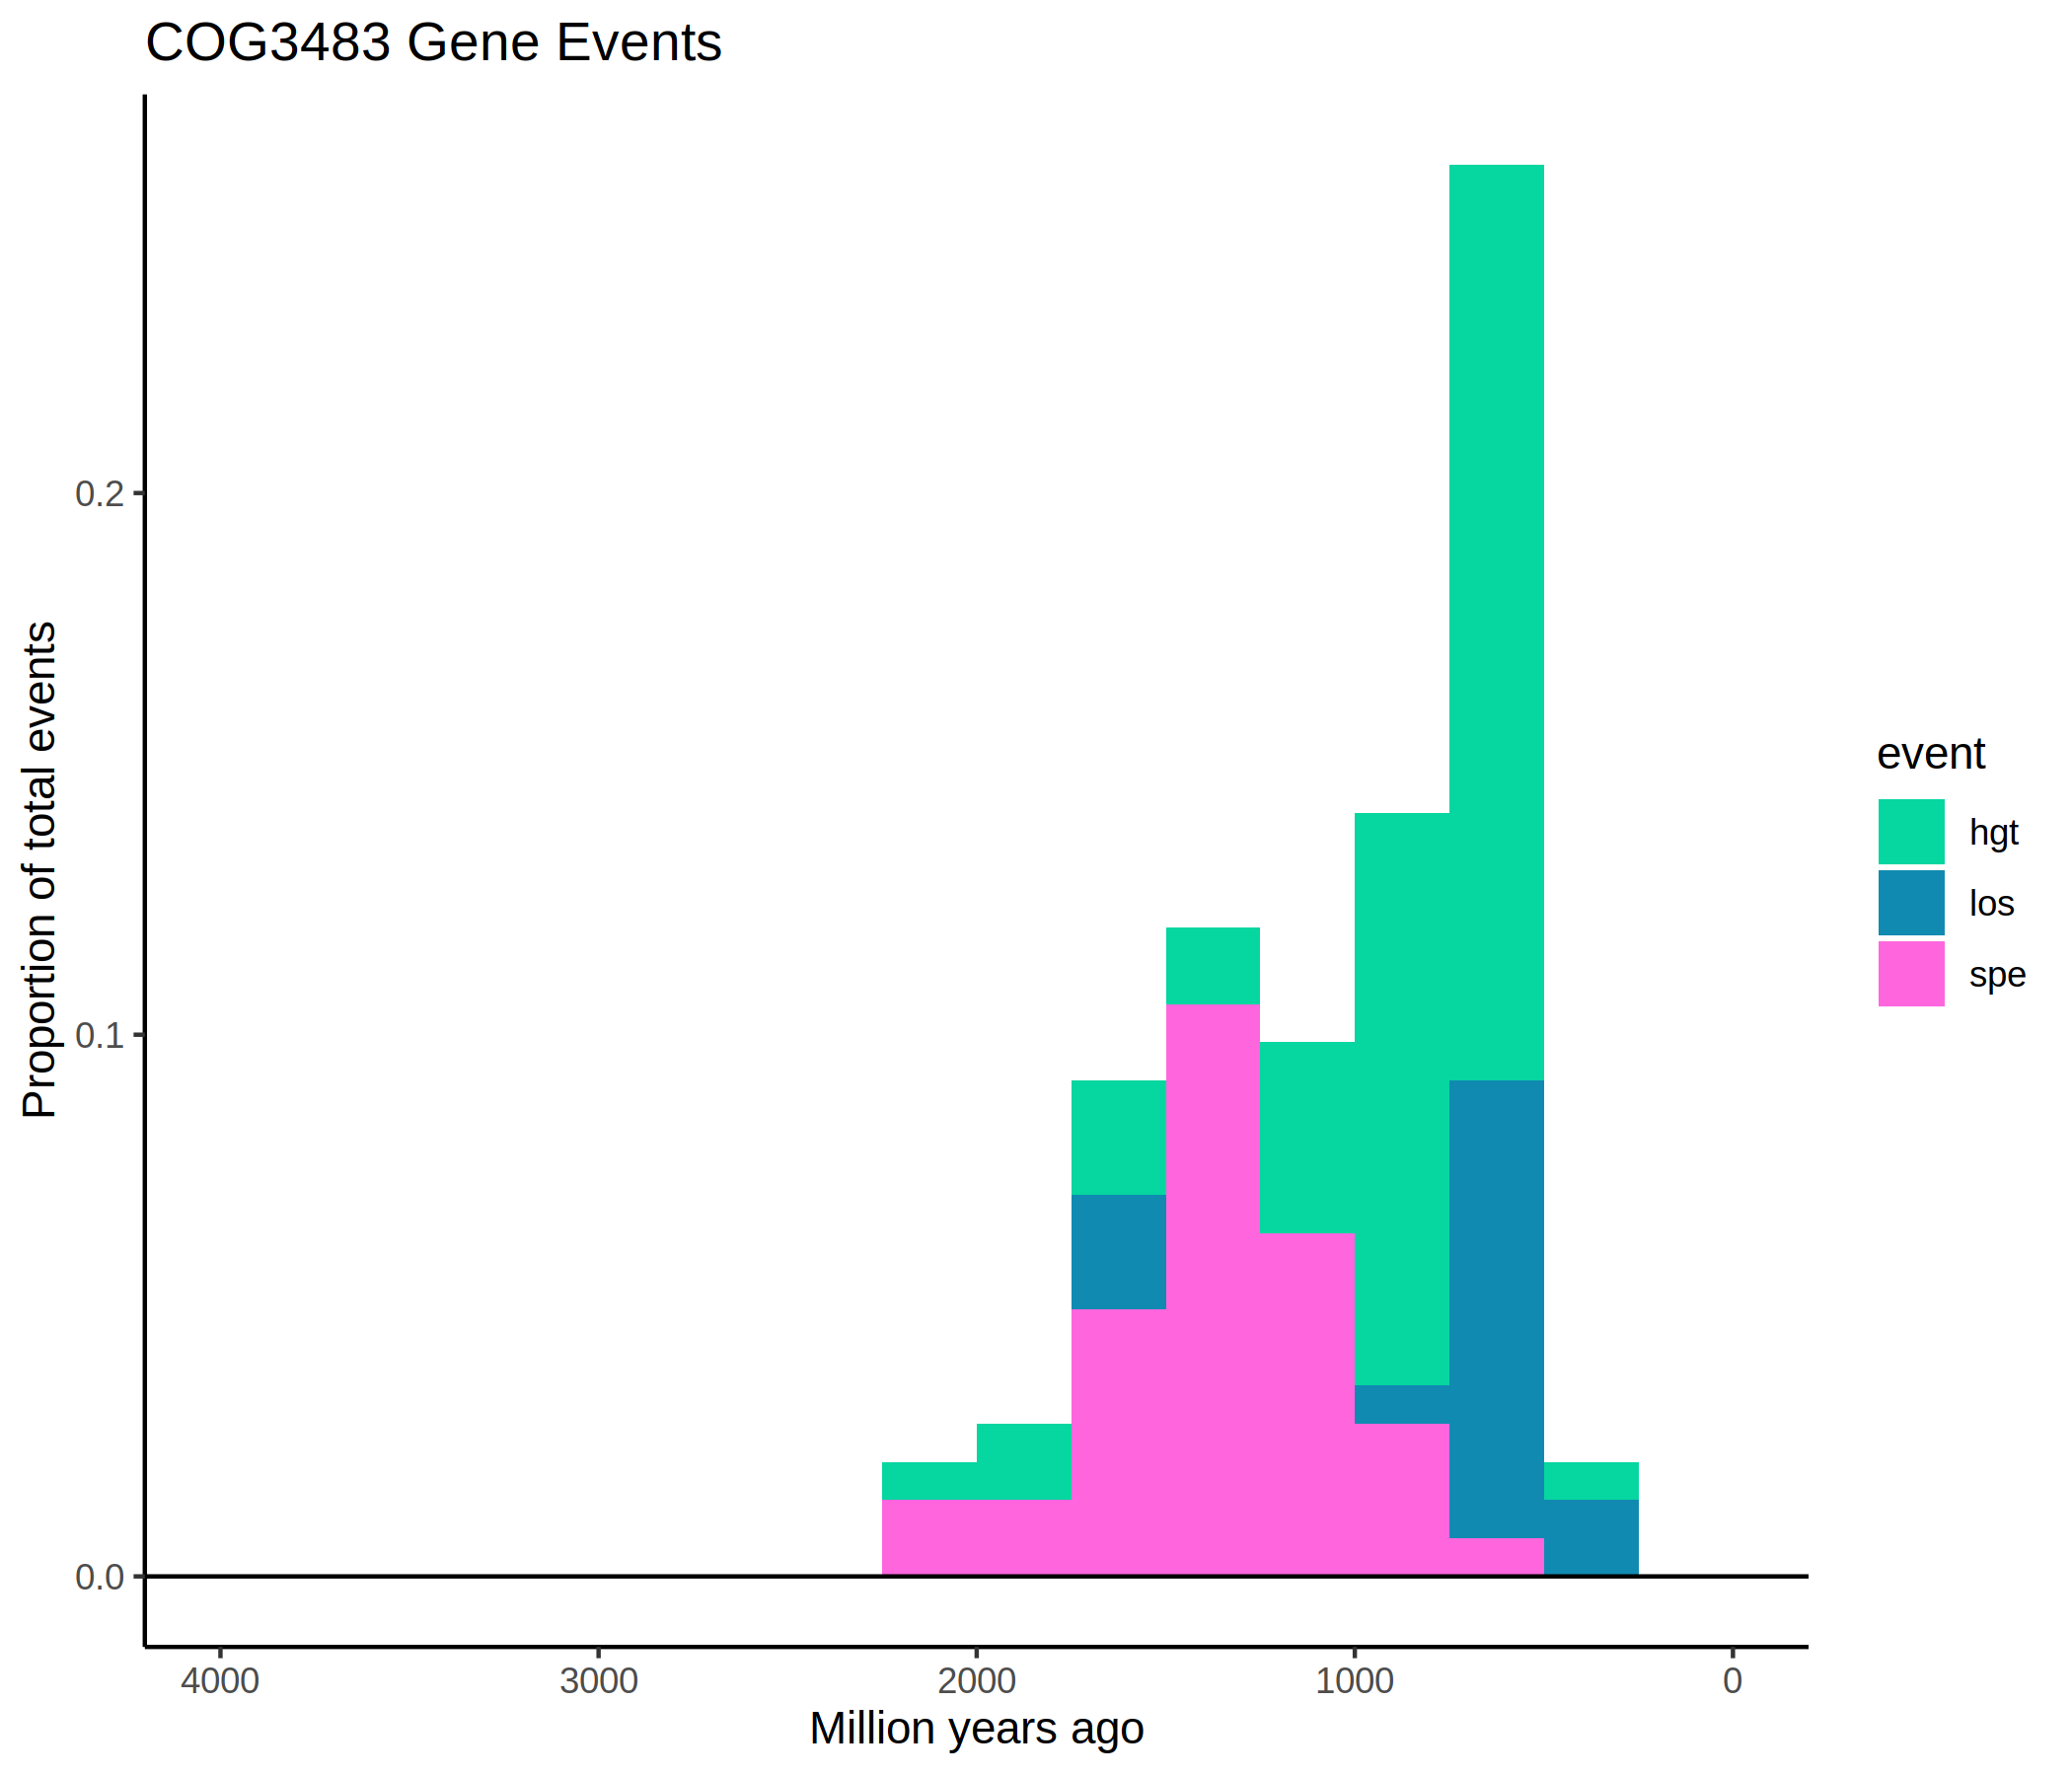 COG3483 Gene Events
Proportion of total events
0.2
0.1
0.0
4000 3000 2000 1000 0
Million years ago
event
hgt
los
spe